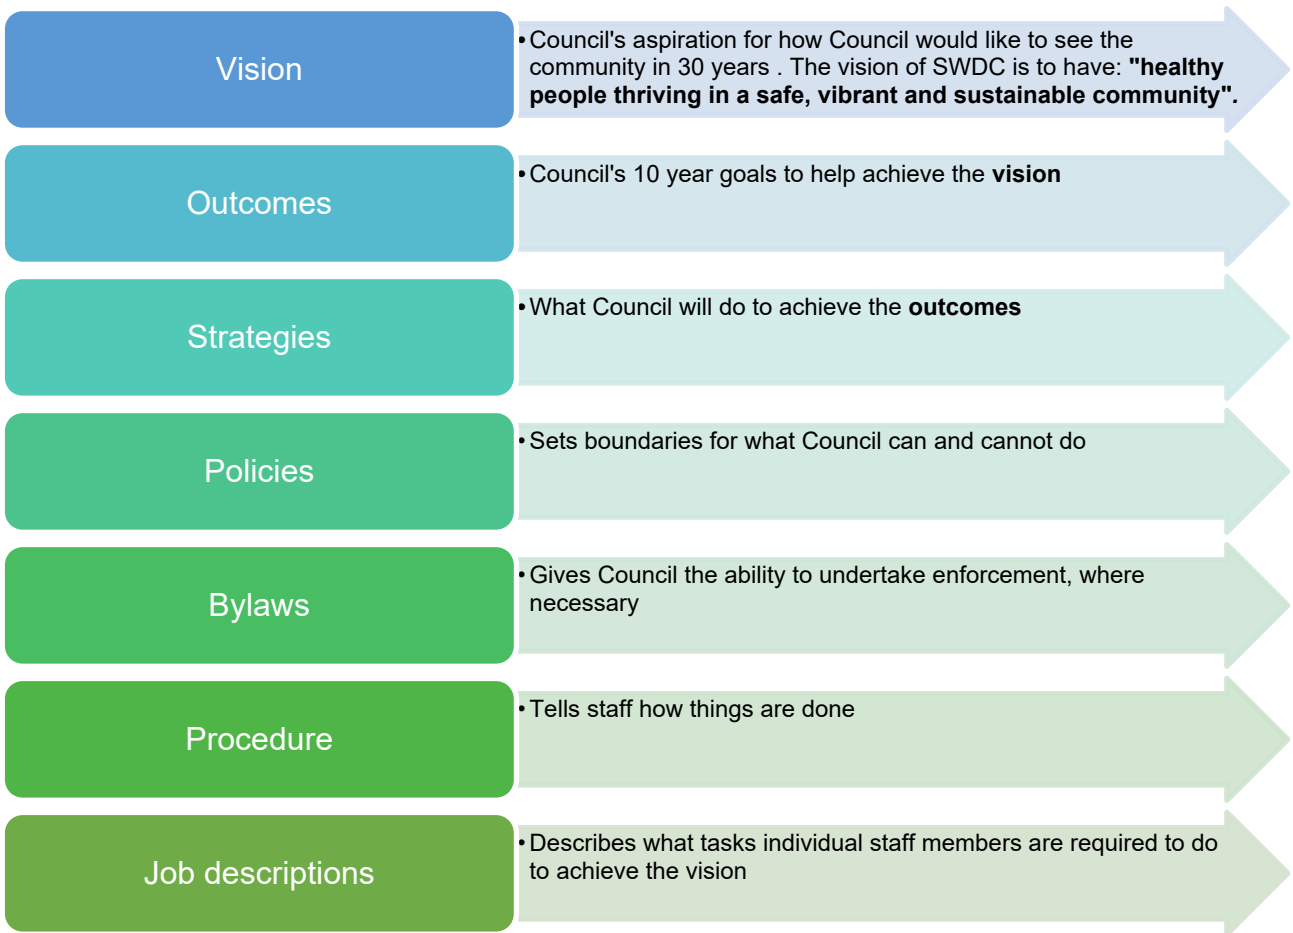 Vision
• Council's aspiration for how Council would like to see the
community in 30 years . The vision of SWDC is to have: "healthy
people thriving in a safe, vibrant and sustainable community".
Outcomes
• Council's 10 year goals to help achieve the vision
Strategies
• What Council will do to achieve the outcomes
Policies
• Sets boundaries for what Council can and cannot do
Bylaws
• Gives Council the ability to undertake enforcement, where
necessary
Procedure
• Tells staff how things are done
Job descriptions
• Describes what tasks individual staff members are required to do
to achieve the vision